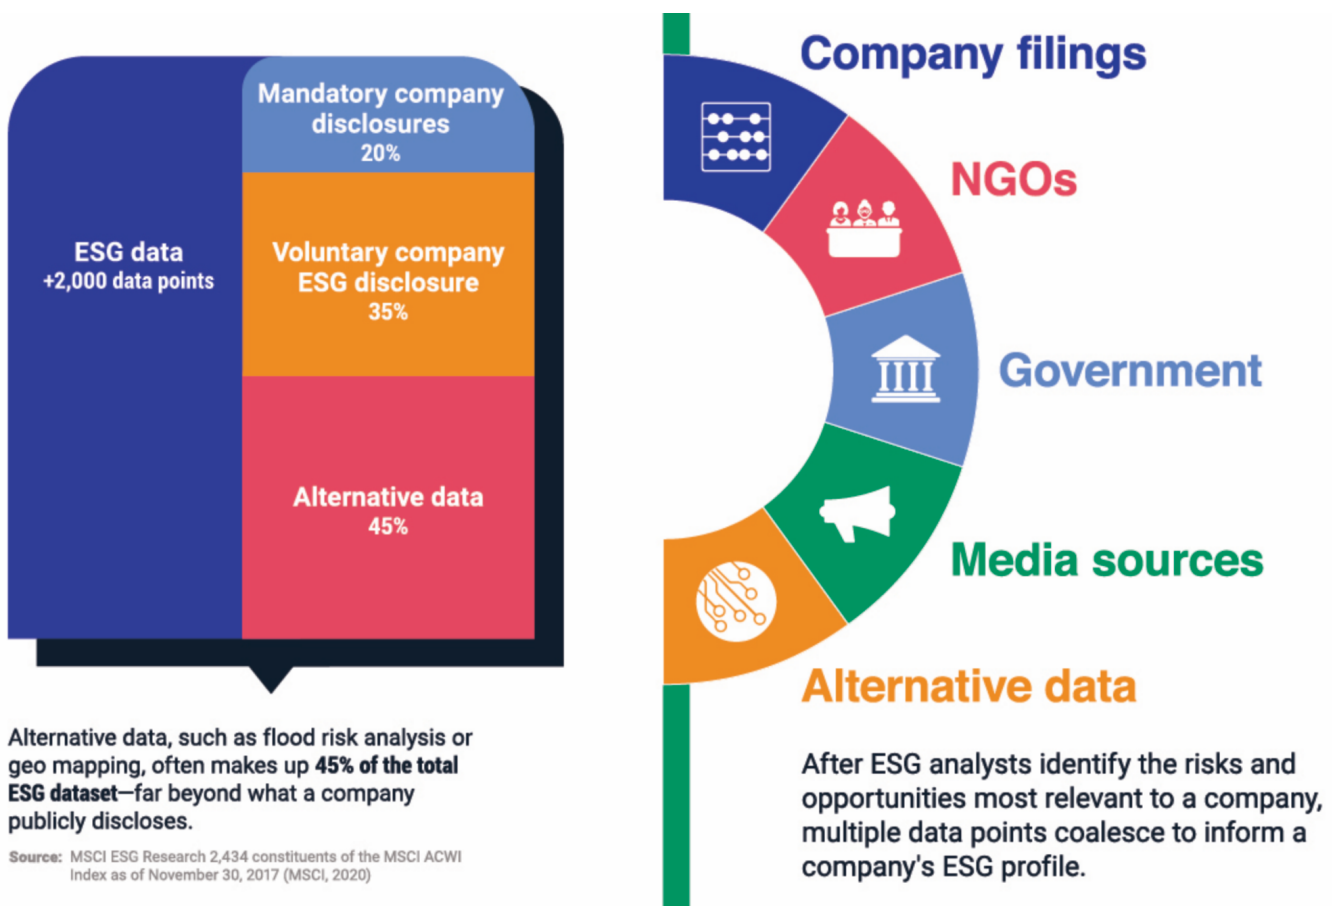 Mandatory company
disclosures
20%
ESG data
+2,000 data points
Voluntary company
ESG disclosure
35%
Alternative data
45%
Alternative data, such as flood risk analysis or
geo mapping, often makes up 45% of the total
ESG dataset—far beyond what a company
publicly discloses.
Source: MSCI ESG Research 2,434 constituents of the MSCI ACWI
Index as of November 30, 2017 (MSCI, 2020)
Company filings
NGOs
Government
Media sources
Alternative data
After ESG analysts identify the risks and
opportunities most relevant to a company,
multiple data points coalesce to inform a
company's ESG profile.